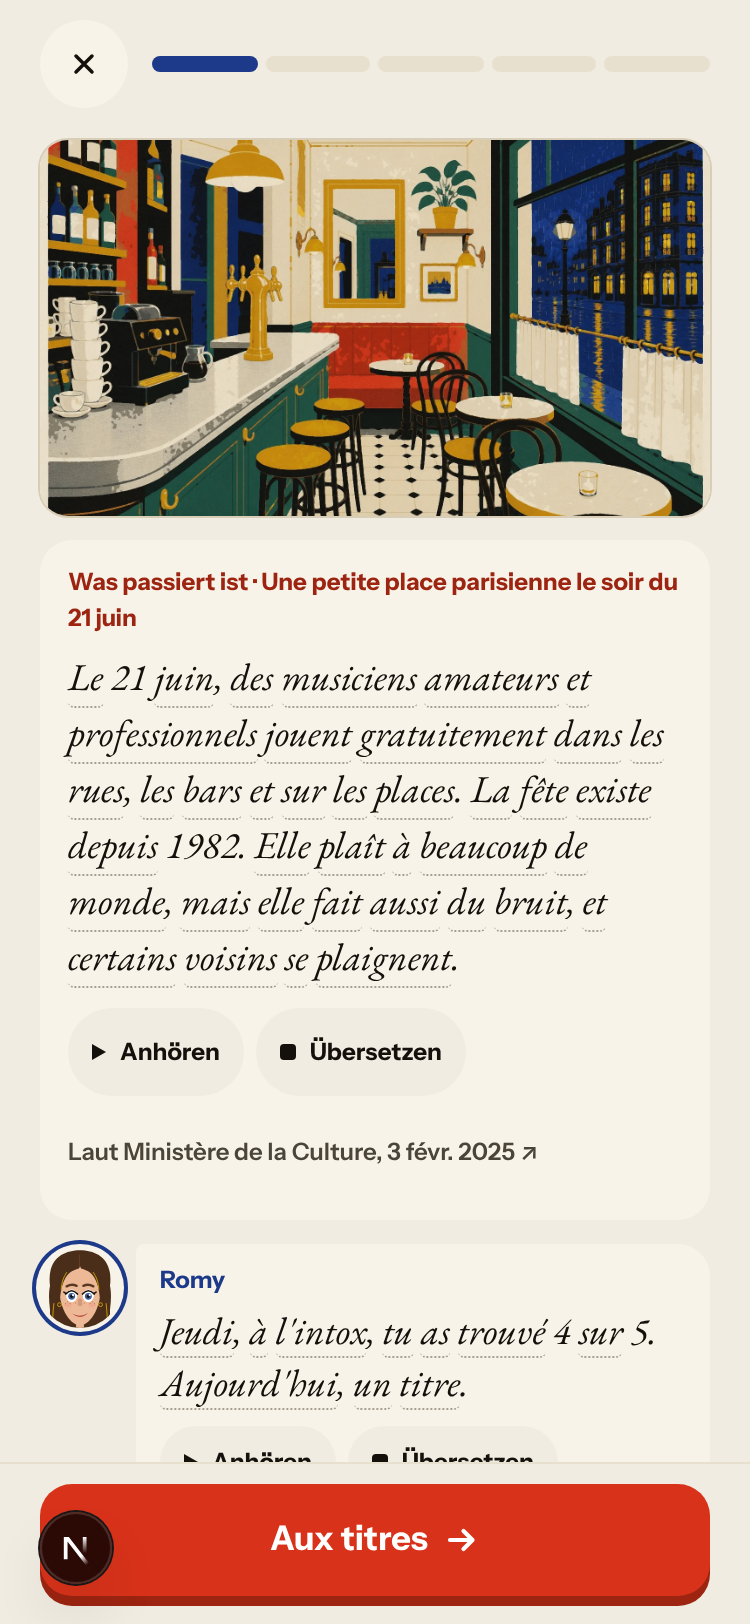 Was passiert ist · Une petite place parisienne le soir du
21 juin
Le 21 juin, des musiciens amateurs et
professionnels jouent gratuitement dans les
rues, les bars et sur les places. La fête existe
depuis 1982. Elle plaît à beaucoup de
monde, mais elle fait aussi du bruit, et
certains voisins se plaignent.
Anhören
Übersetzen
Laut Ministère de la Culture, 3 févr. 2025 ↗
Romy
Jeudi, à l'intox, tu as trouvé 4 sur 5.
Aujourd'hui, un titre.
Anhören
Übersetzen
Aux titres →
N